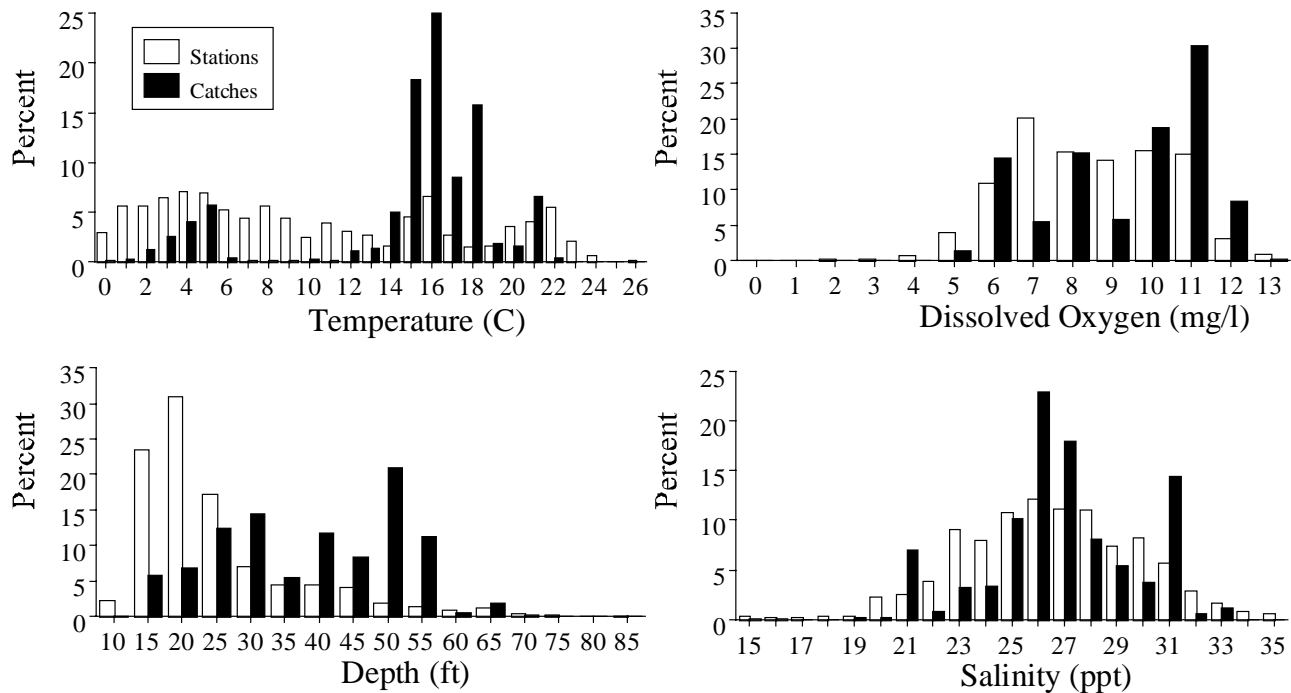 25
20
15
10
5
0
Percent
Stations
Catches
0 2 4 6 8 10 12 14 16 18 20 22 24 26
Temperature (C)
35
30
25
20
15
10
5
0
Percent
0 1 2 3 4 5 6 7 8 9 10 11 12 13
Dissolved Oxygen (mg/l)
35
30
25
20
15
10
5
0
Percent
10 15 20 25 30 35 40 45 50 55 60 65 70 75 80 85
Depth (ft)
25
20
15
10
5
0
Percent
15 17 19 21 23 25 27 29 31 33 35
Salinity (ppt)